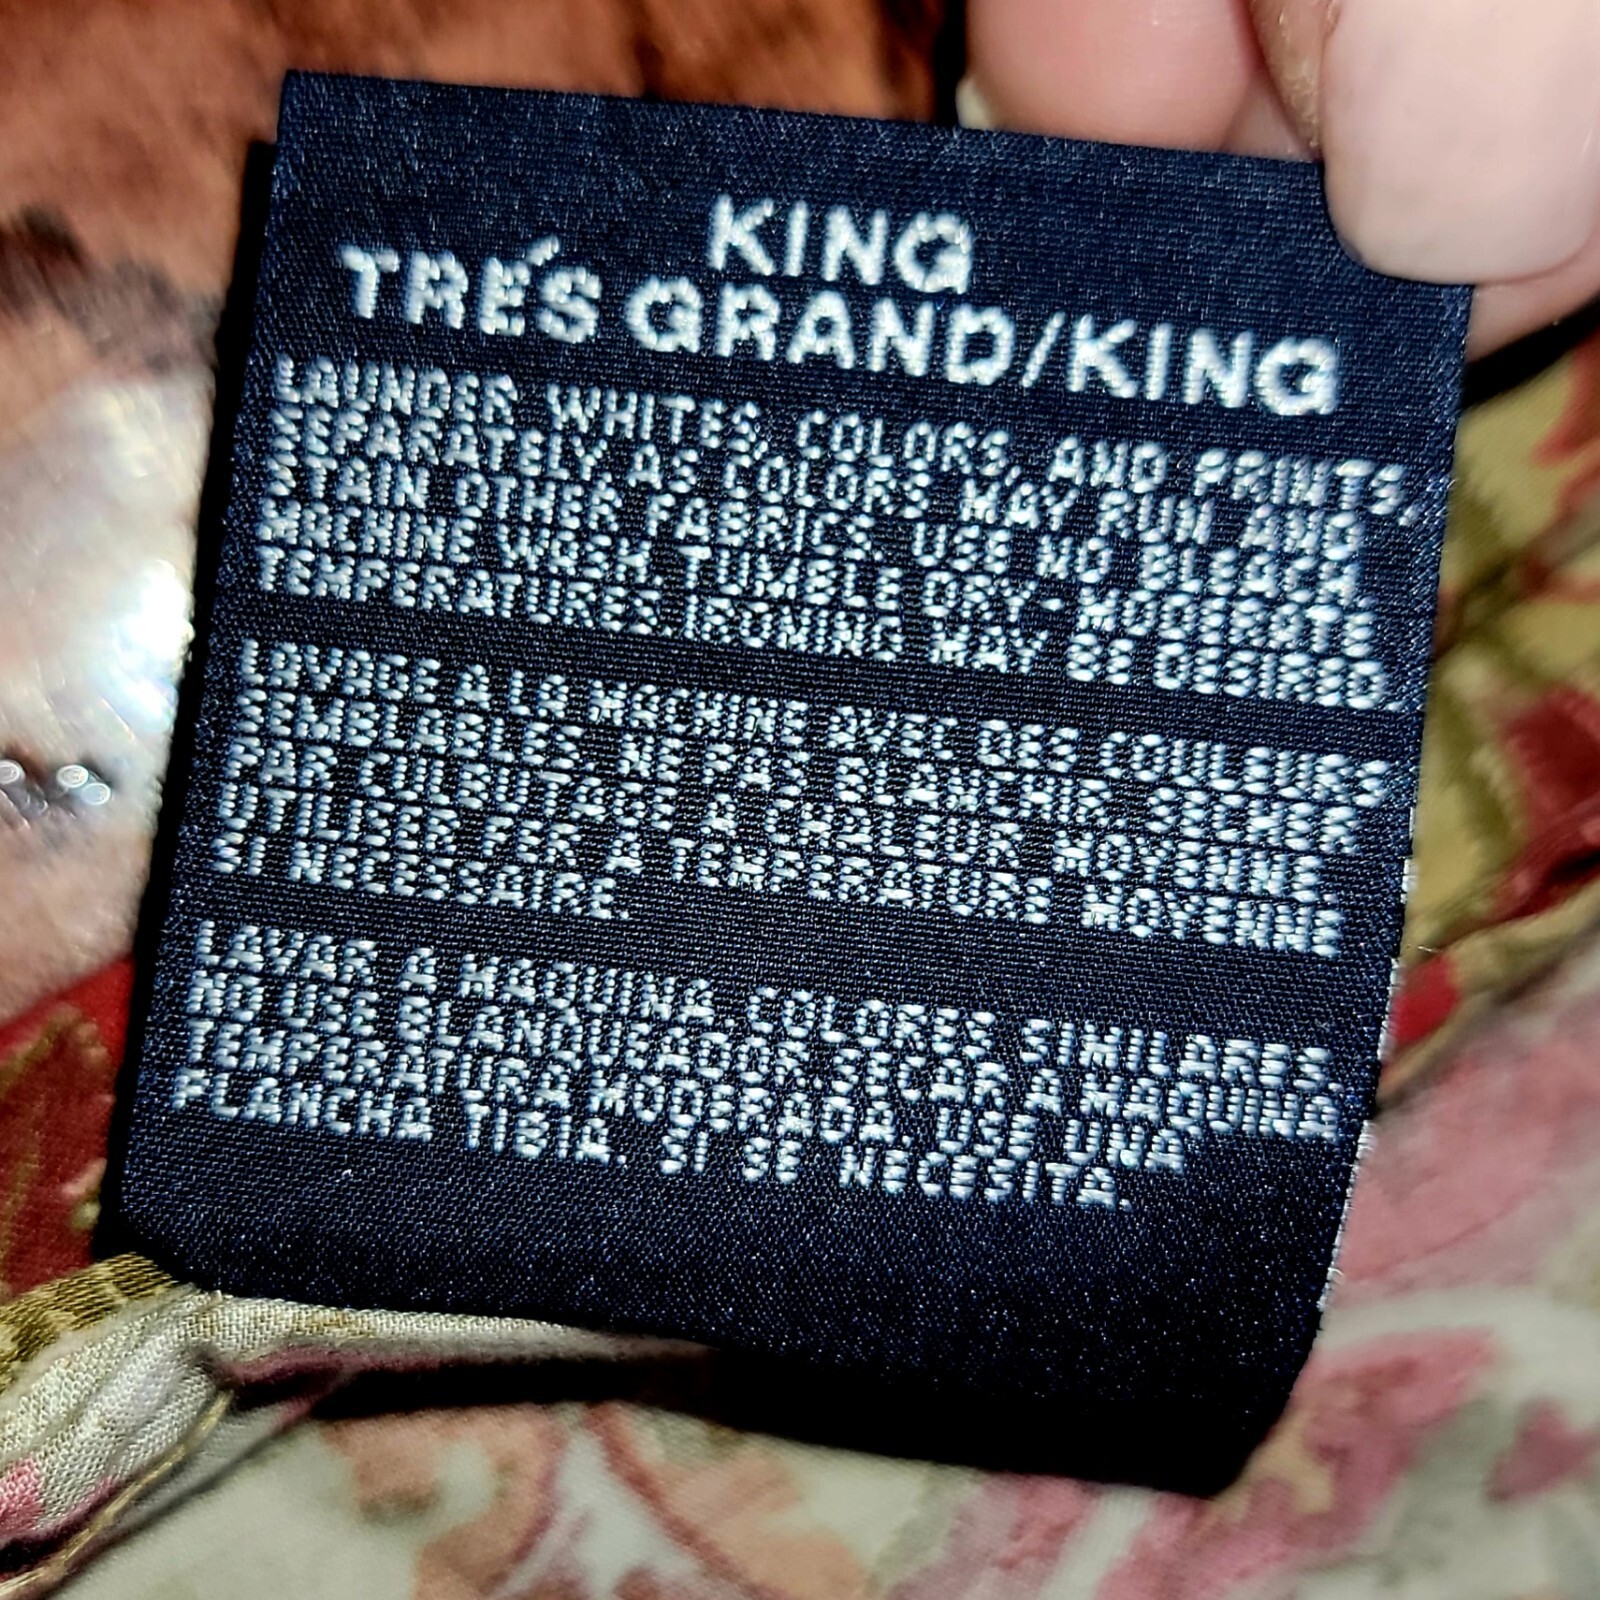 KING
TRÉS GRAND/KING
LAUNDER WHITES, COLORS, AND PRINTS,
SEPARATELY AS COLORS MAY RUN AND
STAIN OTHER FABRICS. USE NO BLEACH.
MACHINE WASH. TUMBLE DRY - MODERATE
TEMPERATURES. IRONING MAY BE DESIRED.
LAVAGE A LA MACHINE AVEC DES COULEURS
SEMBLABLES. NE PAS BLANCHIR. SECHER
PAR CULBUTAGE A CHALEUR MOYENNE
UTILISER FER A TEMPERATURE MOYENNE
SI NECESSAIRE.
LAVAR A MAQUINA. COLORES SIMILARES.
NO USE BLANQUEADOR. SECAR A MAQUINA
TEMPERATURA MODERADA. USE UNA
PLANCHA TIBIA. SI SE NECESITA.